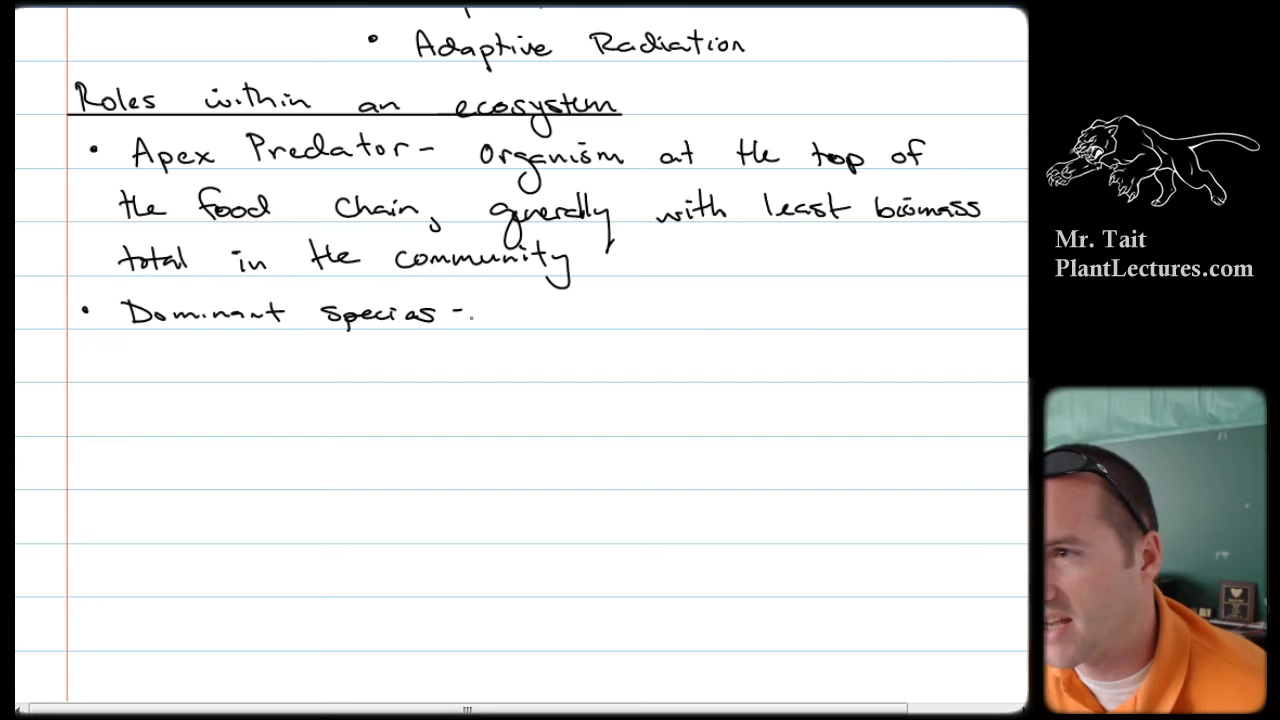 • Adaptive Radiation
Roles within an ecosystem
• Apex Predator - Organism at the top of
the food chain, generally with least biomass
total in the community
• Dominant species -
Mr. Tait
PlantLectures.com